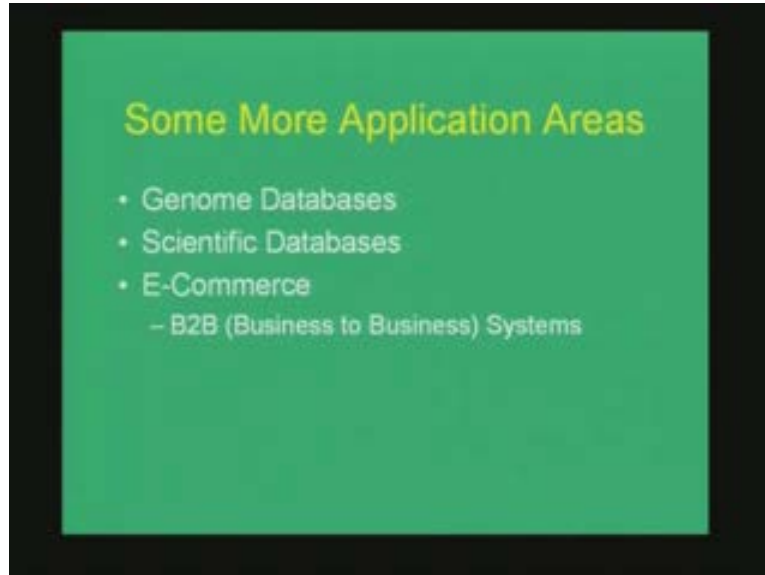 Some More Application Areas
• Genome Databases
• Scientific Databases
• E-Commerce
– B2B (Business to Business) Systems